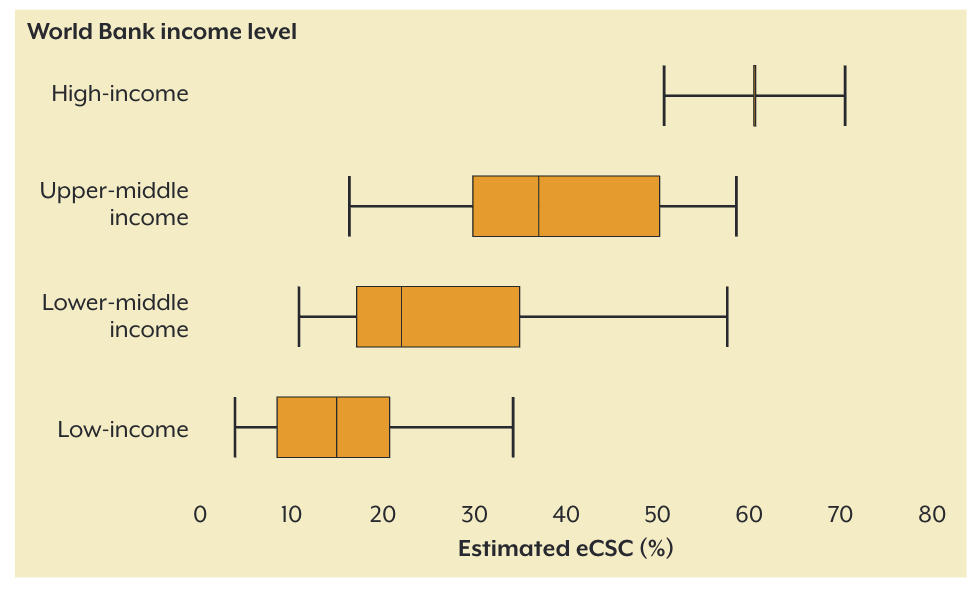 World Bank income level
High-income
Upper-middle
income
Lower-middle
income
Low-income
0 10 20 30 40 50 60 70 80
Estimated eCSC (%)